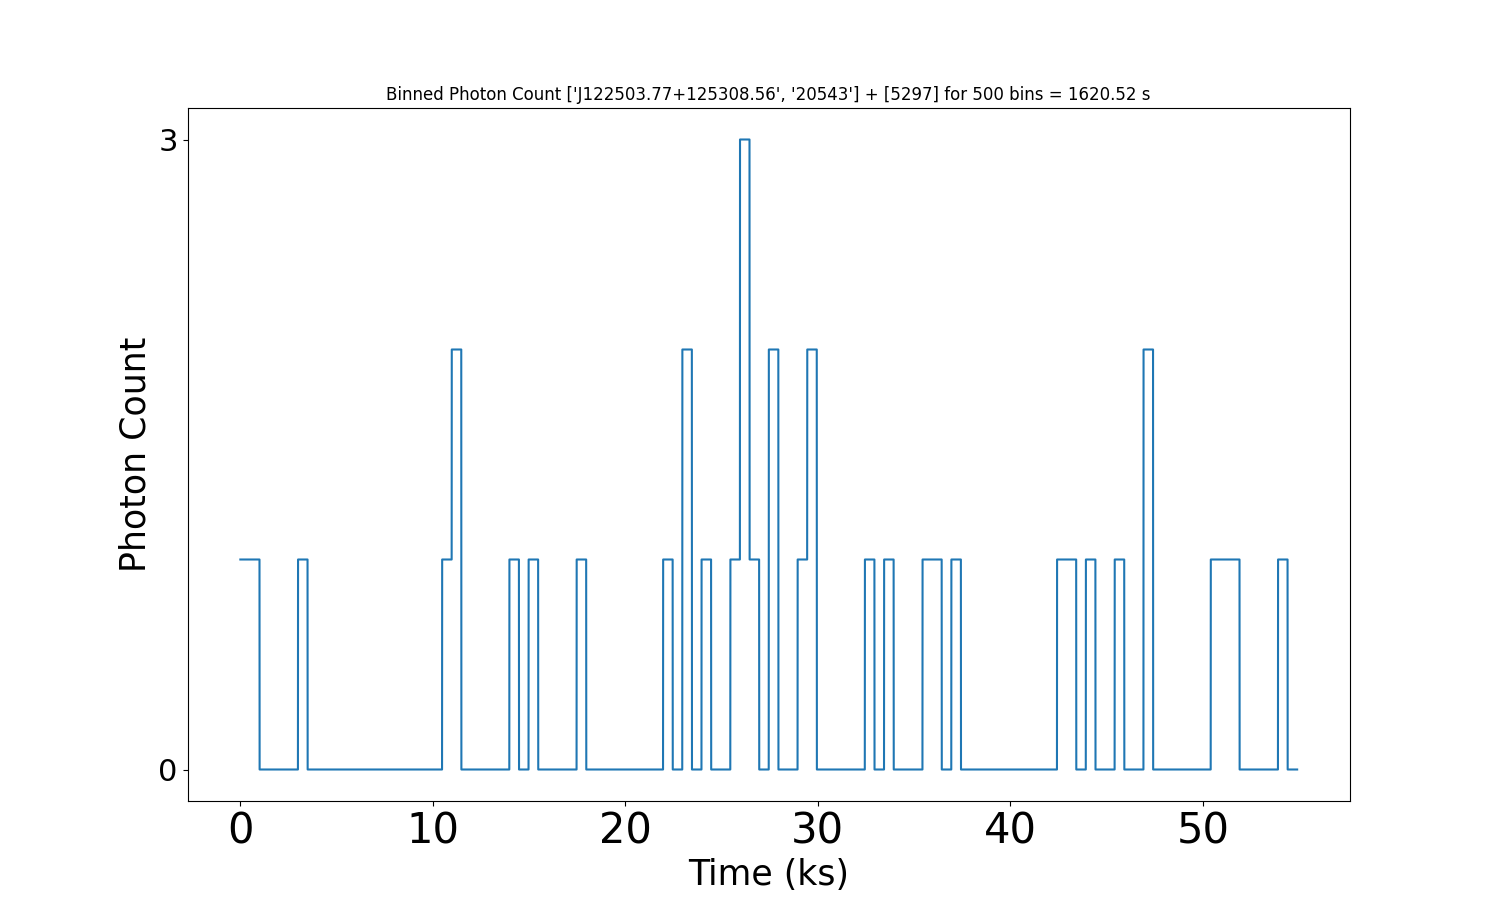 Binned Photon Count ['J122503.77+125308.56', '20543'] + [5297] for 500 bins = 1620.52 s
3
Photon Count
0
0 10 20 30 40 50
Time (ks)